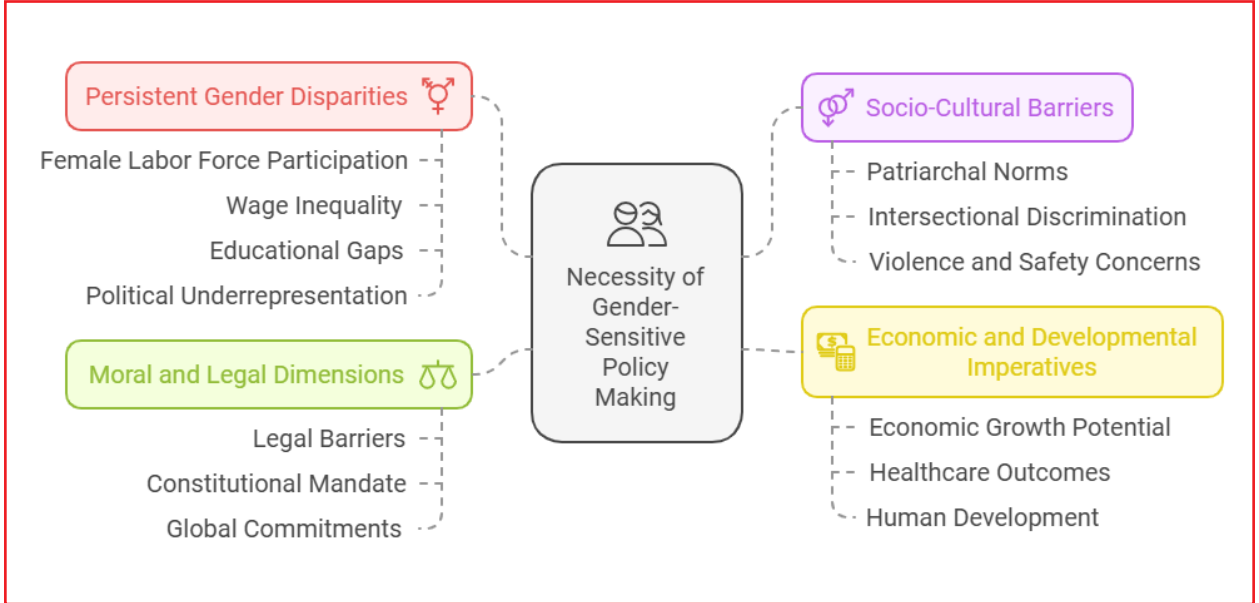 Persistent Gender Disparities
Female Labor Force Participation
Wage Inequality
Educational Gaps
Political Underrepresentation
Moral and Legal Dimensions
Legal Barriers
Constitutional Mandate
Global Commitments
Necessity of
Gender-
Sensitive
Policy
Making
Socio-Cultural Barriers
Patriarchal Norms
Intersectional Discrimination
Violence and Safety Concerns
Economic and Developmental
Imperatives
Economic Growth Potential
Healthcare Outcomes
Human Development